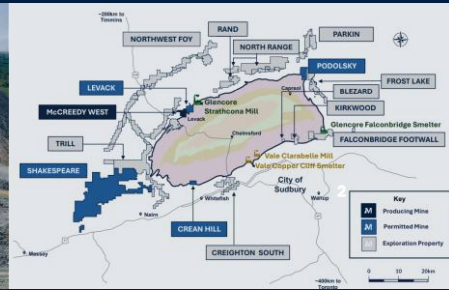 ~200km to
Timmins
NORTHWEST FOY
RAND
NORTH RANGE
PARKIN
PODOLSKY
LEVACK
Glencore
Strathcona Mill
FROST LAKE
Capreol
BLEZARD
McCREEDY WEST
Levack
KIRKWOOD
Glencore Falconbridge Smelter
Chelmsford
FALCONBRIDGE FOOTWALL
TRILL
Vale Clarabelle Mill
Vale Copper Cliff Smelter
SHAKESPEARE
City of
Sudbury
2
Key
Whitefish
Wanup
Producing Mine
Nairn
Permitted Mine
CREAN HILL
Exploration Property
Massey
CREIGHTON SOUTH
0 10 20km
~400km to
Toronto